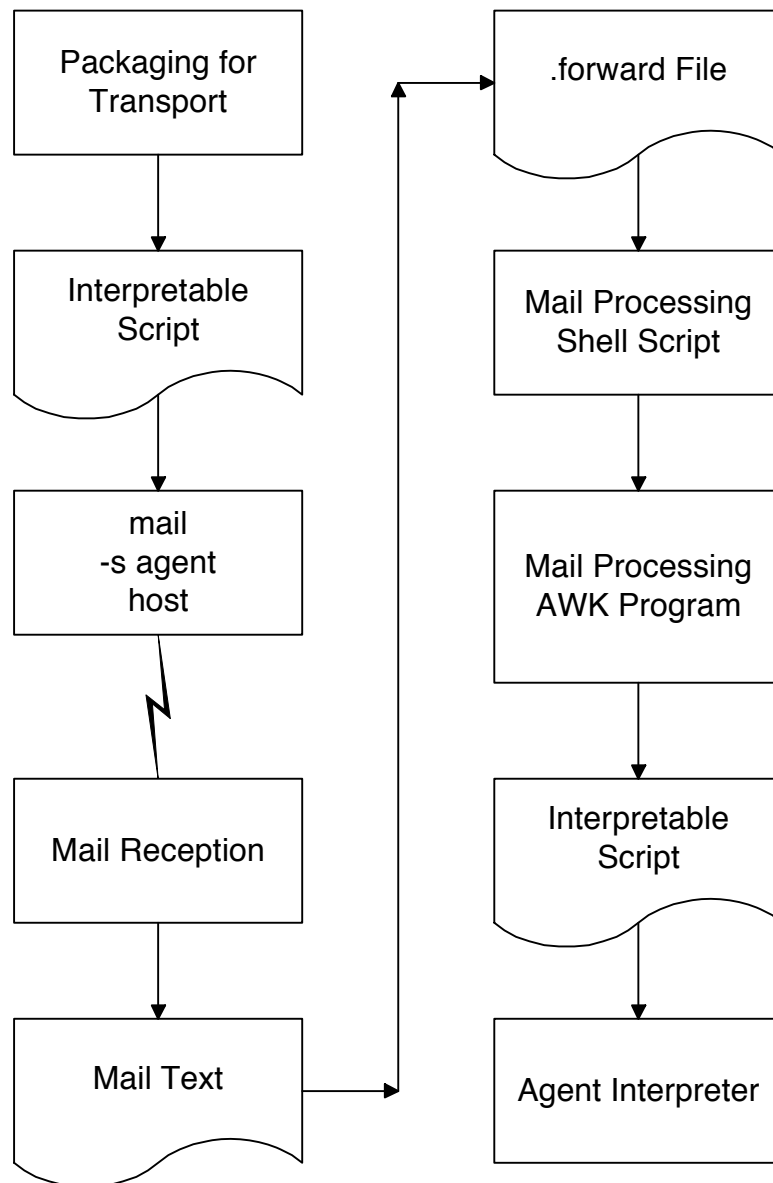 Packaging for
Transport
Interpretable
Script
mail
-s agent
host
Mail Reception
Mail Text
.forward File
Mail Processing
Shell Script
Mail Processing
AWK Program
Interpretable
Script
Agent Interpreter